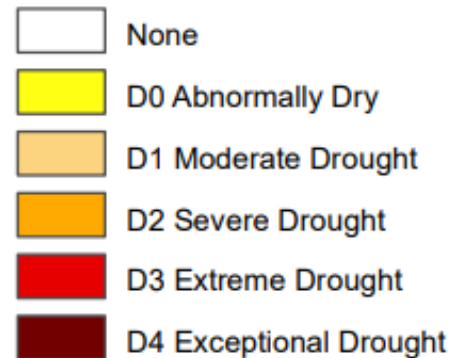 None
D0 Abnormally Dry
D1 Moderate Drought
D2 Severe Drought
D3 Extreme Drought
D4 Exceptional Drought